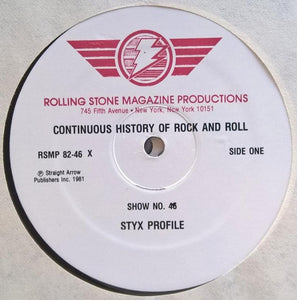 ROLLING STONE MAGAZINE PRODUCTIONS
745 Fifth Avenue • New York, New York 10151
CONTINUOUS HISTORY OF ROCK AND ROLL
RSMP 82-46 X
SIDE ONE
℗ Straight Arrow
Publishers Inc. 1981
SHOW NO. 46
STYX PROFILE